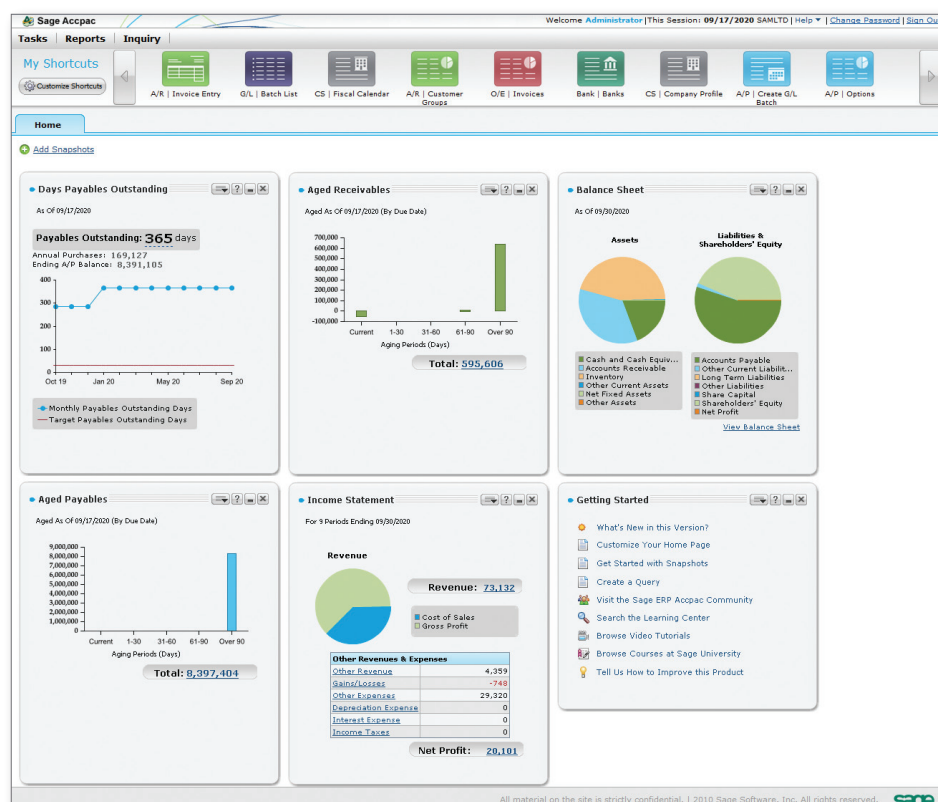 Sage Accpac
Welcome Administrator |This Session: 09/17/2020 SAMLTD| Help | Change Password | Sign Ou
Tasks | Reports | Inquiry |
My Shortcuts
Customize Shortcuts
A/R | Invoice Entry
G/L | Batch List
CS | Fiscal Calendar
A/R | Customer Groups
O/E | Invoices
Bank | Banks
CS | Company Profile
A/P | Create G/L Batch
A/P | Options
Home
Add Snapshots
Days Payables Outstanding
As Of 09/17/2020
Payables Outstanding: 365 days
Annual Purchases: 169,127
Ending A/P Balance: 8,391,105
400
300
200
100
0
Oct 19 Jan 20 May 20 Sep 20
Monthly Payables Outstanding Days
Target Payables Outstanding Days
Aged Receivables
Aged As Of 09/17/2020 (By Due Date)
700,000
600,000
500,000
400,000
300,000
200,000
100,000
0
-100,000
Current 1-30 31-60 61-90 Over 90
Aging Periods (Days)
Total: 595,606
Balance Sheet
As Of 09/30/2020
Assets
Liabilities &
Shareholders' Equity
Cash and Cash Equiv...
Accounts Receivable
Inventory
Other Current Assets
Net Fixed Assets
Other Assets
Accounts Payable
Other Current Liabilit...
Long Term Liabilities
Other Liabilities
Share Capital
Shareholders' Equity
Net Profit
View Balance Sheet
Aged Payables
Aged As Of 09/17/2020 (By Due Date)
9,000,000
8,000,000
7,000,000
6,000,000
5,000,000
4,000,000
3,000,000
2,000,000
1,000,000
0
Current 1-30 31-60 61-90 Over 90
Aging Periods (Days)
Total: 8,397,404
Income Statement
For 9 Periods Ending 09/30/2020
Revenue
Revenue: 73,132
Cost of Sales
Gross Profit
Other Revenues & Expenses
Other Revenue 4,359
Gains/Losses -748
Other Expenses 29,320
Depreciation Expense 0
Interest Expense 0
Income Taxes 0
Net Profit: 20,101
Getting Started
What's New in this Version?
Customize Your Home Page
Get Started with Snapshots
Create a Query
Visit the Sage ERP Accpac Community
Search the Learning Center
Browse Video Tutorials
Browse Courses at Sage University
Tell Us How to Improve this Product
All material on the site is strictly confidential. | 2010 Sage Software, Inc. All rights reserved.
sage